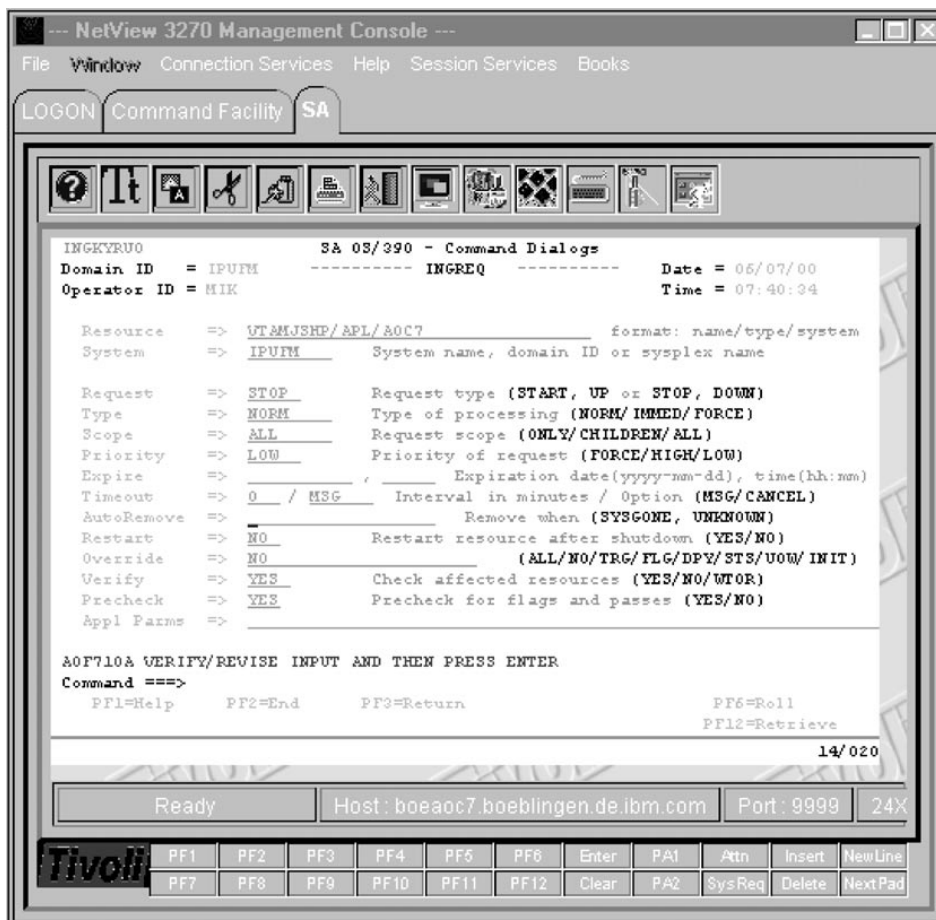 --- NetView 3270 Management Console ---
File Window Connection Services Help Session Services Books
LOGON Command Facility SA
INGKYRU0 SA OS/390 - Command Dialogs
Domain ID = IPUFM ---------- INGREQ ---------- Date = 06/07/00
Operator ID = MIK Time = 07:40:34
Resource => VTAMJSHP/APL/AOC7 format: name/type/system
System => IPUFM System name, domain ID or sysplex name
Request => STOP Request type (START, UP or STOP, DOWN)
Type => NORM Type of processing (NORM/IMMED/FORCE)
Scope => ALL Request scope (ONLY/CHILDREN/ALL)
Priority => LOW Priority of request (FORCE/HIGH/LOW)
Expire => , Expiration date(yyyy-mm-dd), time(hh:mm)
Timeout => 0 / MSG Interval in minutes / Option (MSG/CANCEL)
AutoRemove => Remove when (SYSGONE, UNKNOWN)
Restart => NO Restart resource after shutdown (YES/NO)
Override => NO (ALL/NO/TRG/FLG/DPY/STS/UOW/INIT)
Verify => YES Check affected resources (YES/NO/WTOR)
Precheck => YES Precheck for flags and passes (YES/NO)
Appl Parms =>
AOF710A VERIFY/REVISE INPUT AND THEN PRESS ENTER
Command ===>
PF1=Help PF2=End PF3=Return PF6=Roll
PF12=Retrieve
14/020
Ready Host : boeaoc7.boeblingen.de.ibm.com Port : 9999 24X
Tivoli PF1 PF2 PF3 PF4 PF5 PF6 Enter PA1 Attn Insert NewLine
PF7 PF8 PF9 PF10 PF11 PF12 Clear PA2 SysReq Delete NextPad